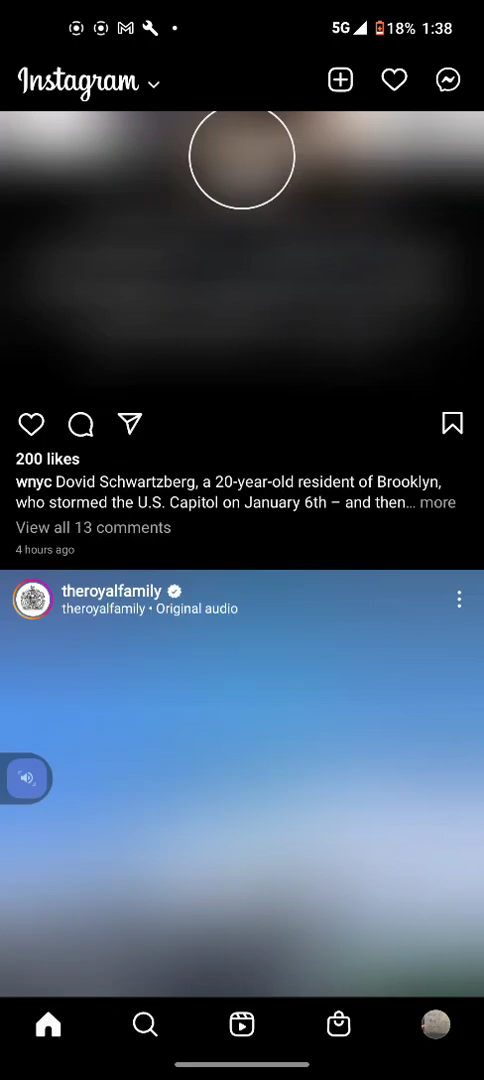 5G 18% 1:38
Instagram
200 likes
wnyc Dovid Schwartzberg, a 20-year-old resident of Brooklyn,
who stormed the U.S. Capitol on January 6th – and then… more
View all 13 comments
4 hours ago
theroyalfamily
theroyalfamily • Original audio